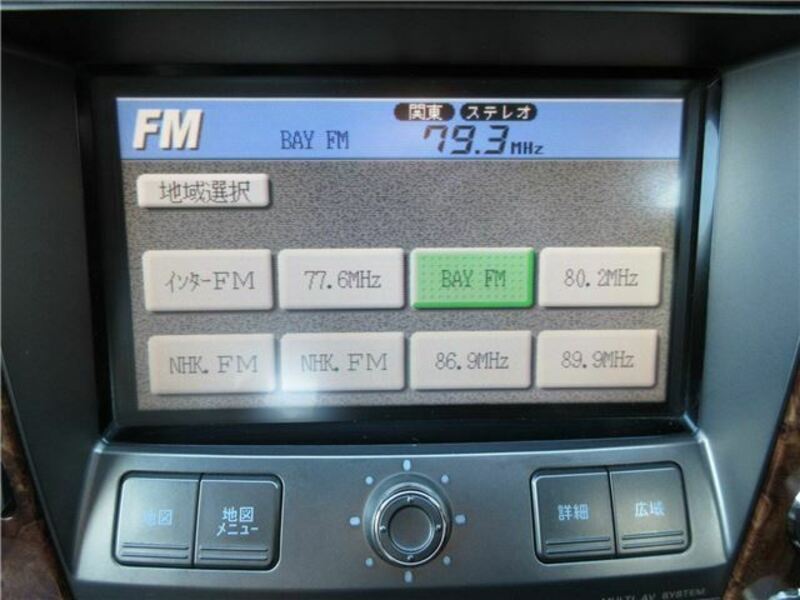 FM BAY FM 関東 ステレオ 79.3MHz
地域選択
インターFM 77.6MHz BAY FM 80.2MHz
NHK.FM NHK.FM 86.9MHz 89.9MHz
地図 地図 詳細 広域
メニュー
MULTI AV SYSTEM